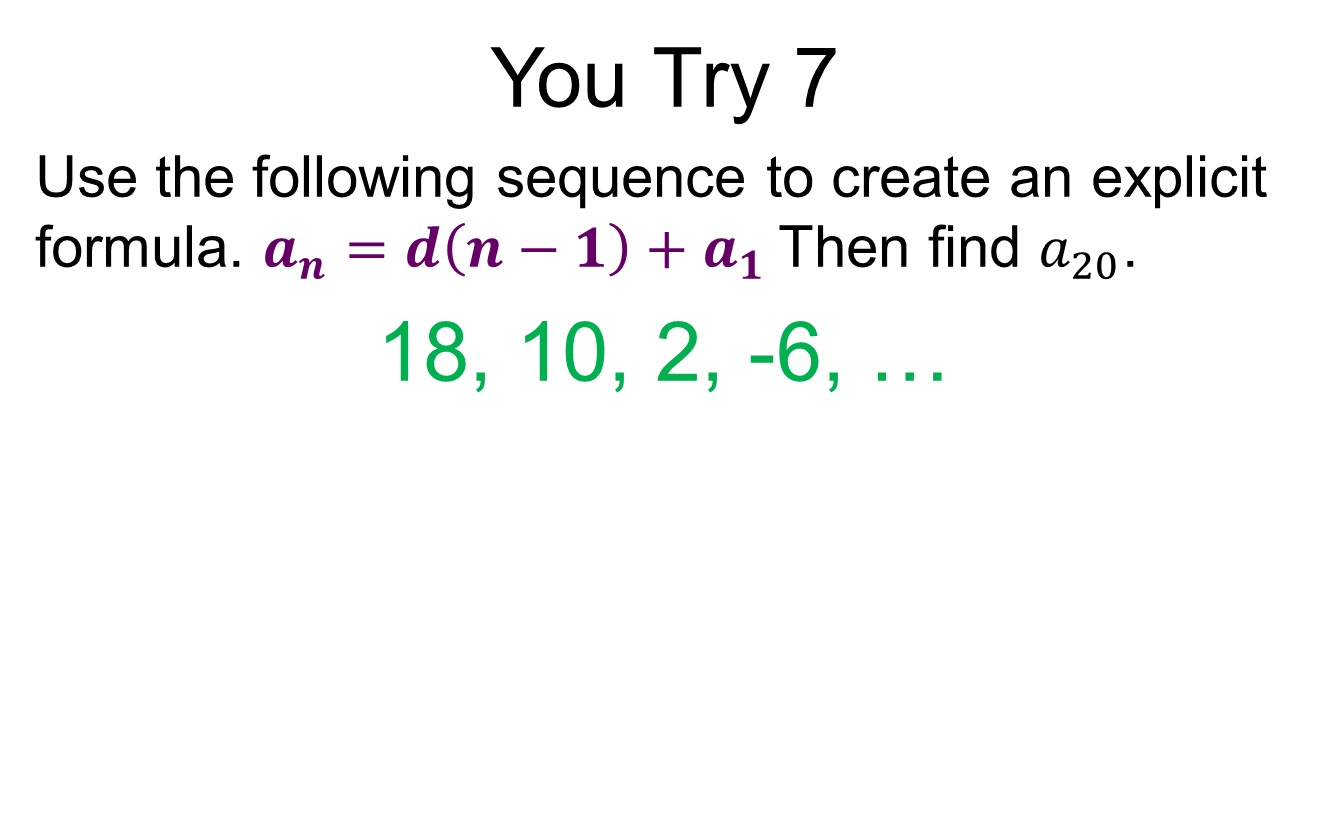 You Try 7
Use the following sequence to create an explicit
formula. aₙ = d(n − 1) + a₁ Then find a₂₀.
18, 10, 2, -6, …